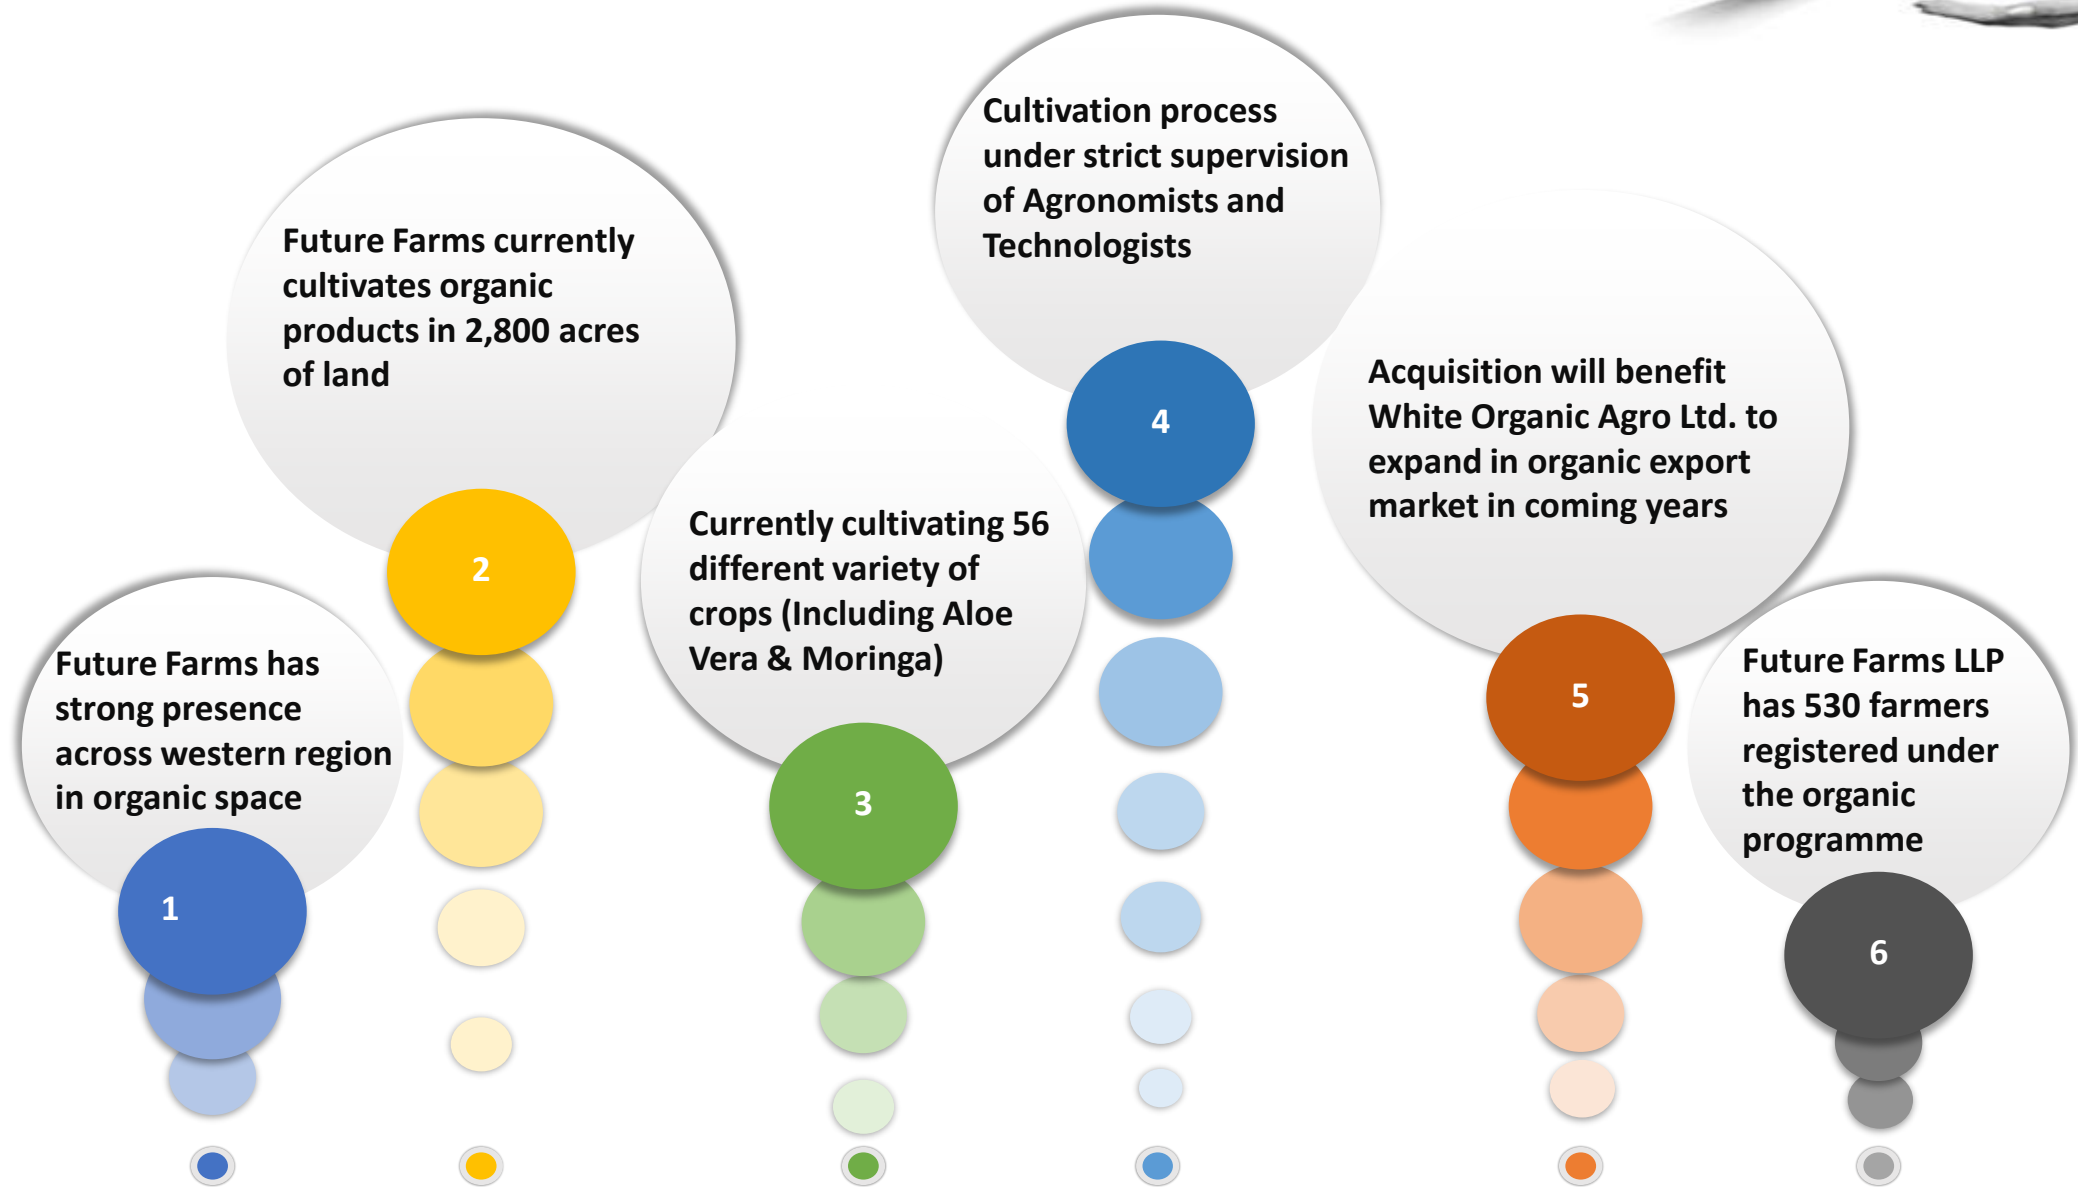 Future Farms has
strong presence
across western region
in organic space
1
Future Farms currently
cultivates organic
products in 2,800 acres
of land
2
Currently cultivating 56
different variety of
crops (Including Aloe
Vera & Moringa)
3
Cultivation process
under strict supervision
of Agronomists and
Technologists
4
Acquisition will benefit
White Organic Agro Ltd. to
expand in organic export
market in coming years
5
Future Farms LLP
has 530 farmers
registered under
the organic
programme
6